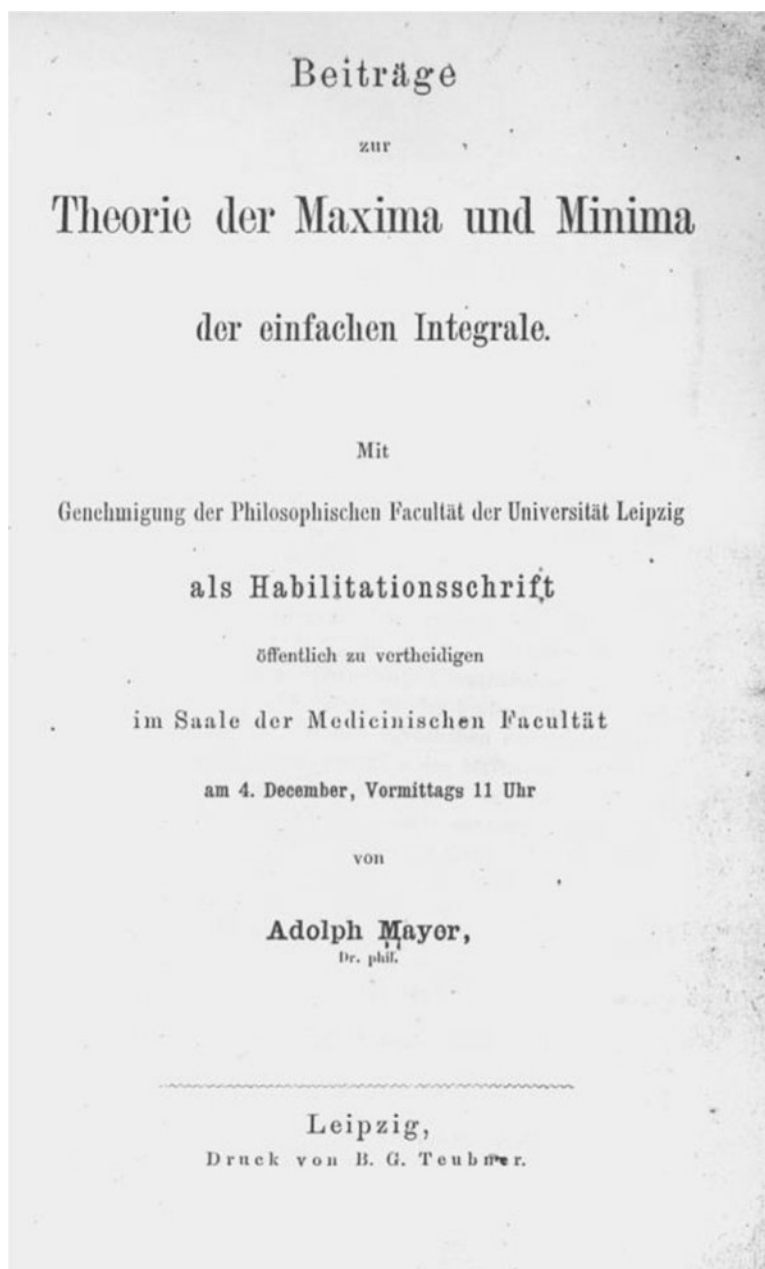 Beiträge
zur
Theorie der Maxima und Minima
der einfachen Integrale.
Mit
Genehmigung der Philosophischen Facultät der Universität Leipzig
als Habilitationsschrift
öffentlich zu vertheidigen
im Saale der Medicinischen Facultät
am 4. December, Vormittags 11 Uhr
von
Adolph Mayer,
Dr. phil.
Leipzig,
Druck von B. G. Teubner.